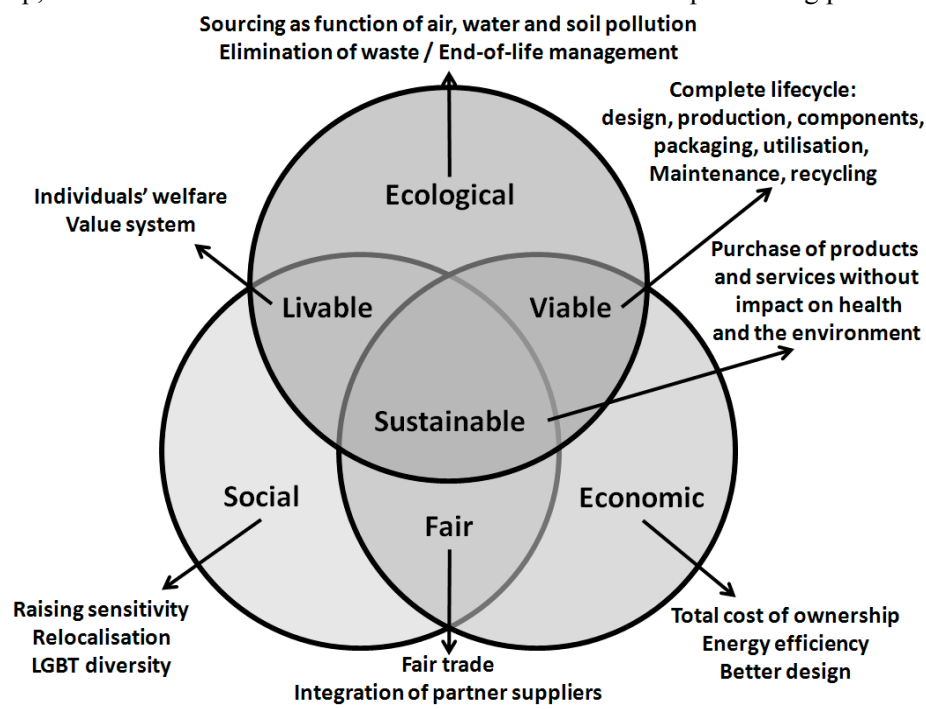 Sourcing as function of air, water and soil pollution
Elimination of waste / End-of-life management
Complete lifecycle:
design, production, components,
packaging, utilisation,
Maintenance, recycling
Ecological
Individuals' welfare
Value system
Purchase of products
and services without
impact on health
and the environment
Livable
Viable
Sustainable
Social
Economic
Fair
Raising sensitivity
Relocalisation
LGBT diversity
Total cost of ownership
Energy efficiency
Better design
Fair trade
Integration of partner suppliers